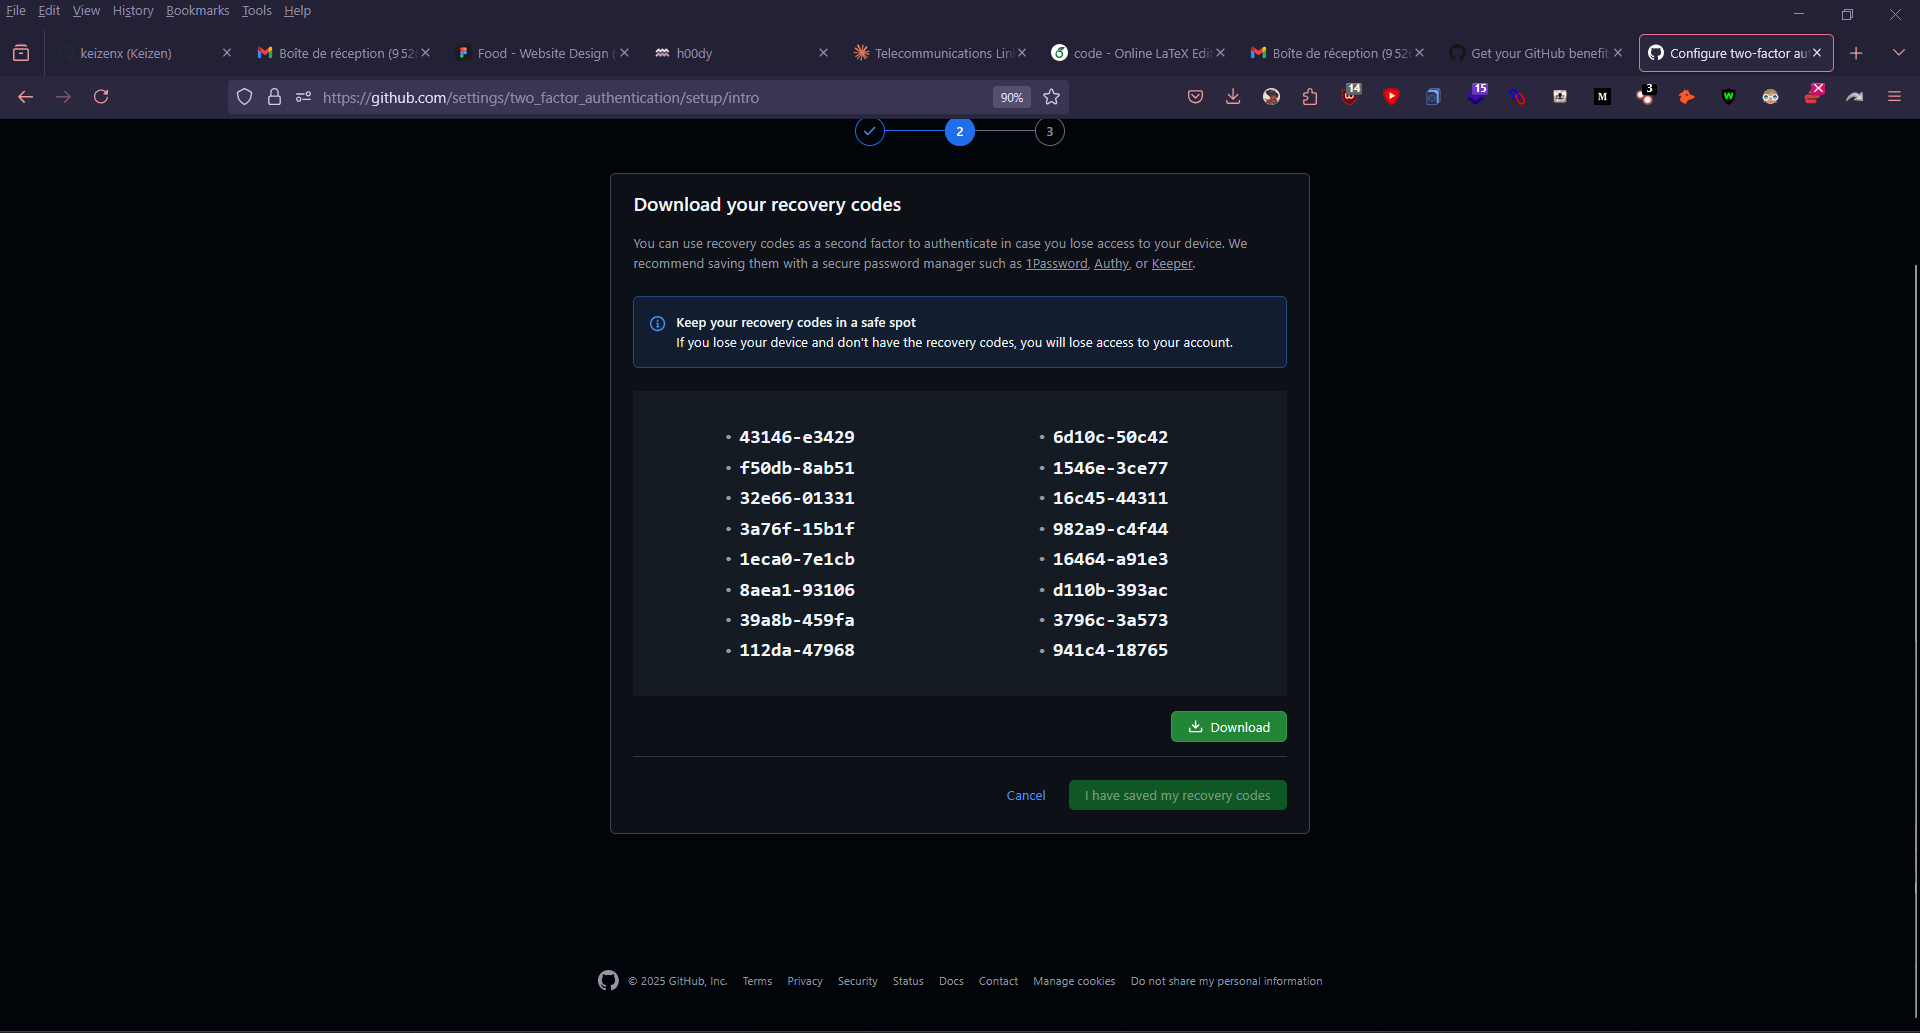 File Edit View History Bookmarks Tools Help
keizenx (Keizen)
Boîte de réception (9 52
Food - Website Design (
h00dy
Telecommunications Lin
code - Online LaTeX Edi
Boîte de réception (9 52
Get your GitHub benefit
Configure two-factor au
https://github.com/settings/two_factor_authentication/setup/intro
90%
14
15
M
3
W
2
3
Download your recovery codes
You can use recovery codes as a second factor to authenticate in case you lose access to your device. We
recommend saving them with a secure password manager such as 1Password, Authy, or Keeper.
Keep your recovery codes in a safe spot
If you lose your device and don't have the recovery codes, you will lose access to your account.
43146-e3429 6d10c-50c42
f50db-8ab51 1546e-3ce77
32e66-01331 16c45-44311
3a76f-15b1f 982a9-c4f44
1eca0-7e1cb 16464-a91e3
8aea1-93106 d110b-393ac
39a8b-459fa 3796c-3a573
112da-47968 941c4-18765
Download
Cancel
I have saved my recovery codes
© 2025 GitHub, Inc. Terms Privacy Security Status Docs Contact Manage cookies Do not share my personal information